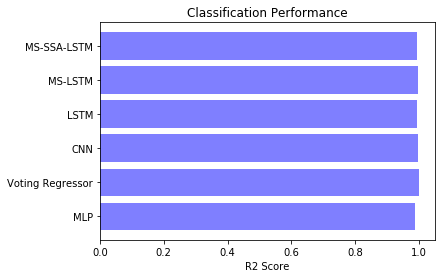 Classification Performance
MS-SSA-LSTM
MS-LSTM
LSTM
CNN
Voting Regressor
MLP
0.0 0.2 0.4 0.6 0.8 1.0
R2 Score